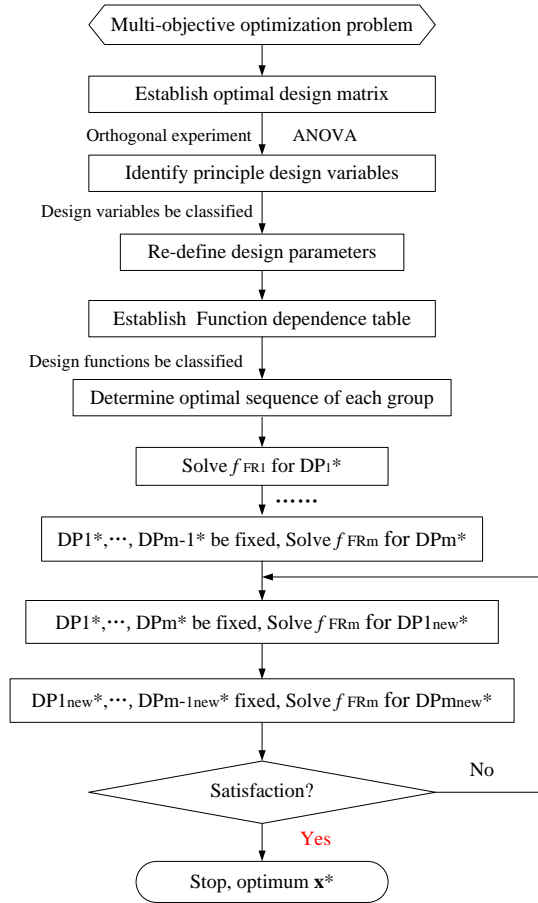 Multi-objective optimization problem
Establish optimal design matrix
Orthogonal experiment ANOVA
Identify principle design variables
Design variables be classified
Re-define design parameters
Establish Function dependence table
Design functions be classified
Determine optimal sequence of each group
Solve f FR1 for DP1*
······
DP1*,···, DPm-1* be fixed, Solve f FRm for DPm*
DP1*,···, DPm* be fixed, Solve f FRm for DP1new*
DP1new*,···, DPm-1new* fixed, Solve f FRm for DPmnew*
Satisfaction?
No
Yes
Stop, optimum x*